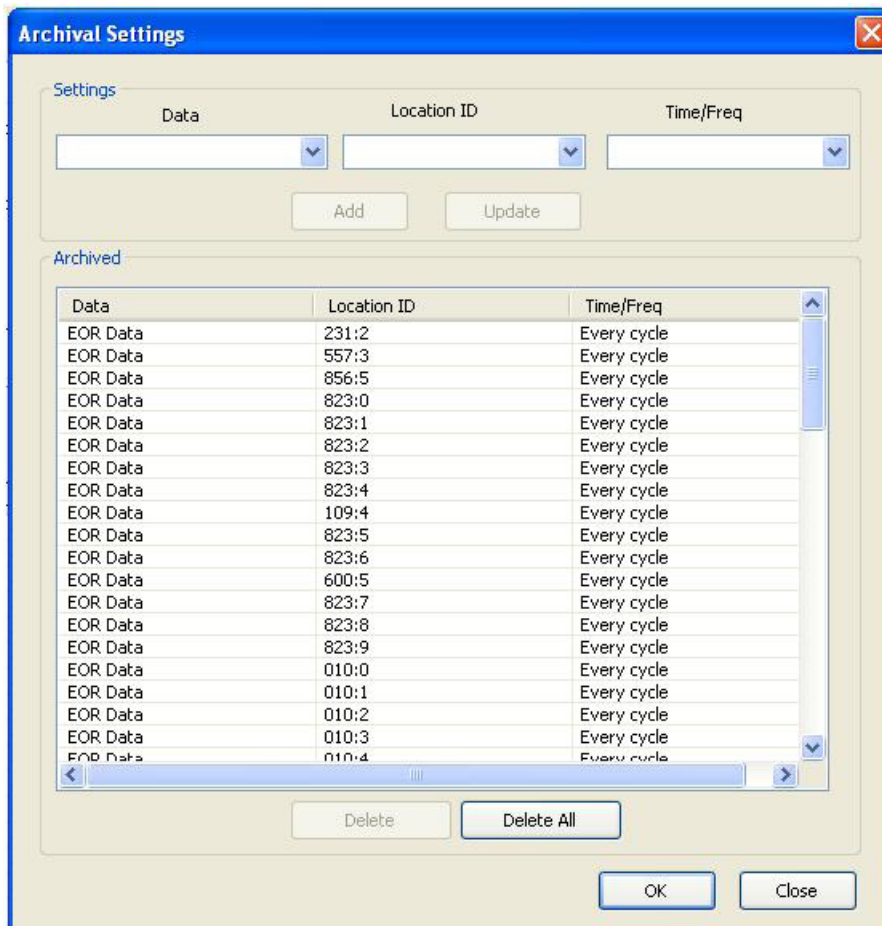 Archival Settings
Settings
Data Location ID Time/Freq
Add Update
Archived
Data Location ID Time/Freq
EOR Data 231:2 Every cycle
EOR Data 557:3 Every cycle
EOR Data 856:5 Every cycle
EOR Data 823:0 Every cycle
EOR Data 823:1 Every cycle
EOR Data 823:2 Every cycle
EOR Data 823:3 Every cycle
EOR Data 823:4 Every cycle
EOR Data 109:4 Every cycle
EOR Data 823:5 Every cycle
EOR Data 823:6 Every cycle
EOR Data 600:5 Every cycle
EOR Data 823:7 Every cycle
EOR Data 823:8 Every cycle
EOR Data 823:9 Every cycle
EOR Data 010:0 Every cycle
EOR Data 010:1 Every cycle
EOR Data 010:2 Every cycle
EOR Data 010:3 Every cycle
EOR Data 010:4 Every cycle
Delete Delete All
OK Close